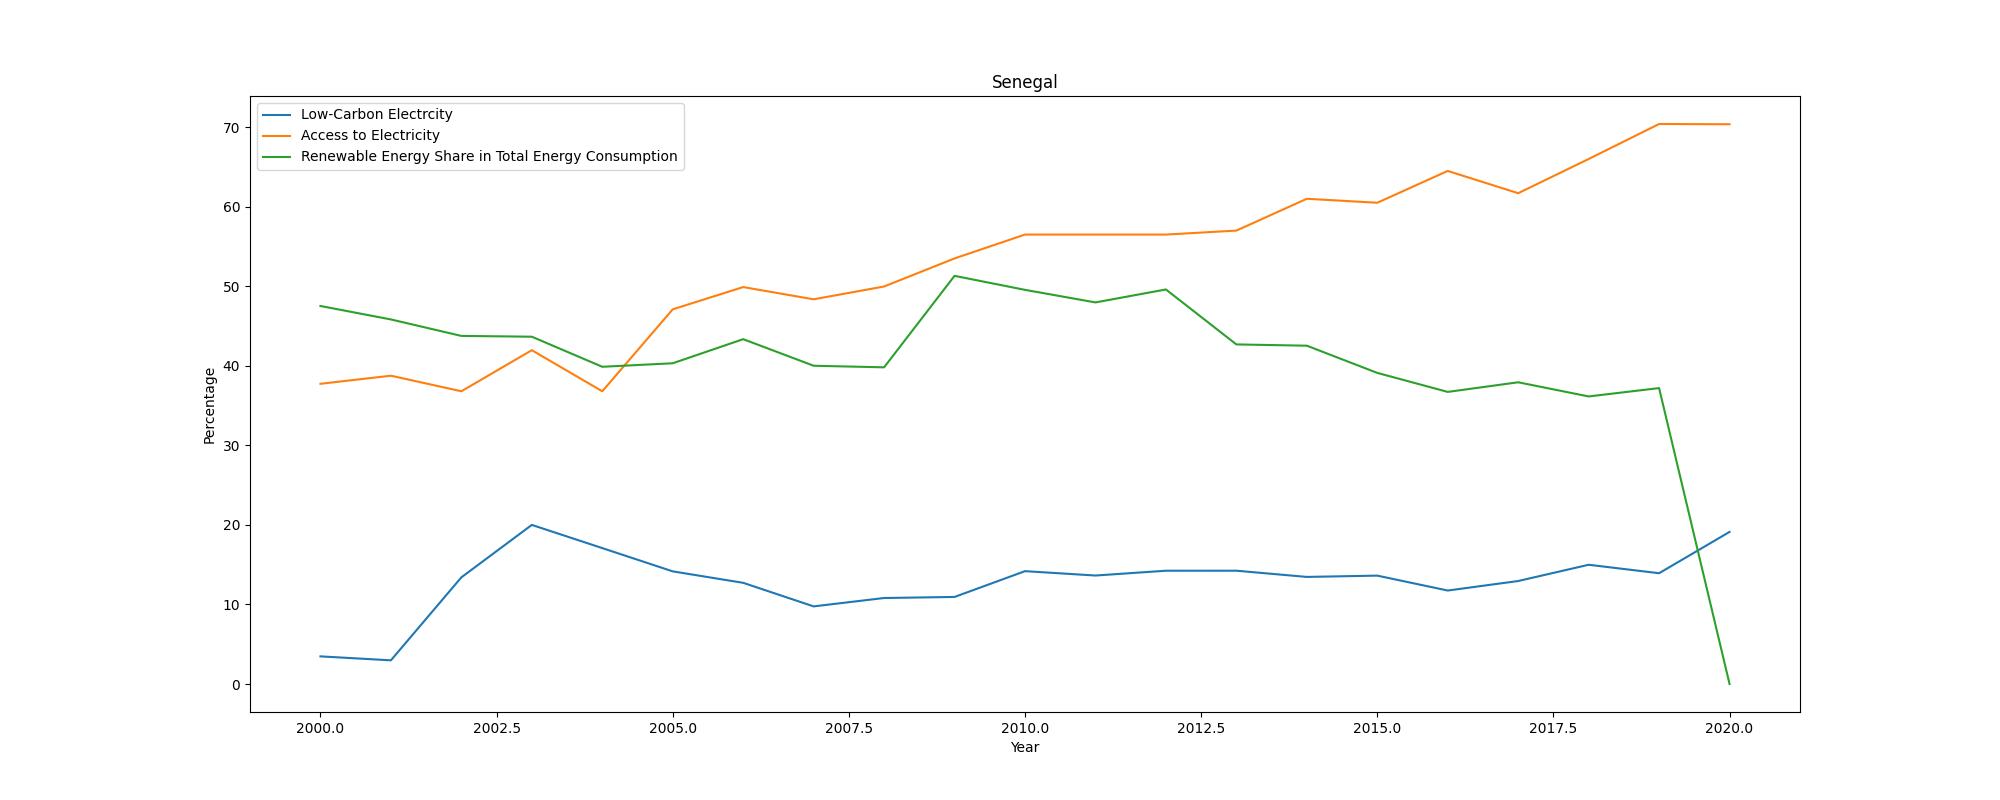 Senegal
Low-Carbon Electrcity
Access to Electricity
Renewable Energy Share in Total Energy Consumption
Percentage
70
60
50
40
30
20
10
0
2000.0 2002.5 2005.0 2007.5 2010.0 2012.5 2015.0 2017.5 2020.0
Year